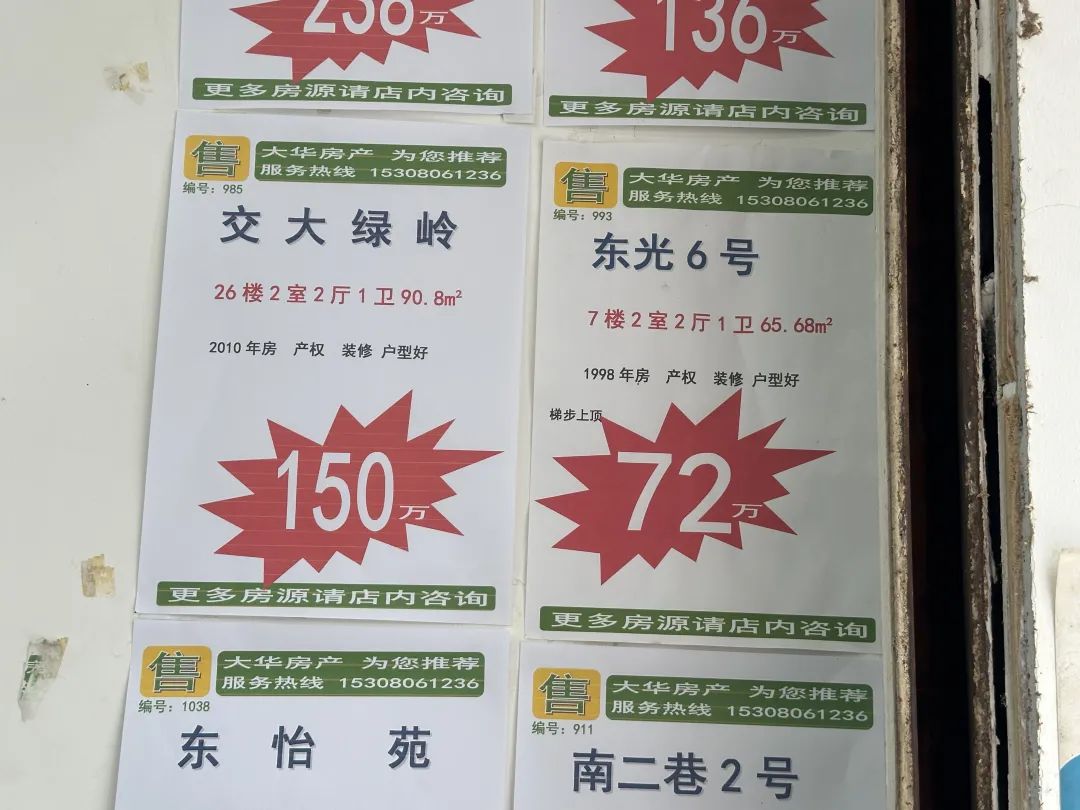 238万
更多房源请店内咨询
136万
更多房源请店内咨询
售
大华房产 为您推荐
服务热线 15308061236
编号：985
交大绿岭
26楼2室2厅1卫90.8m²
2010年房 产权 装修 户型好
150万
更多房源请店内咨询
售
大华房产 为您推荐
服务热线 15308061236
编号：993
东光6号
7楼2室2厅1卫65.68m²
1998年房 产权 装修 户型好
梯步上顶
72万
更多房源请店内咨询
售
大华房产 为您推荐
服务热线 15308061236
编号：1038
东怡苑
售
大华房产 为您推荐
服务热线 15308061236
编号：911
南二巷2号